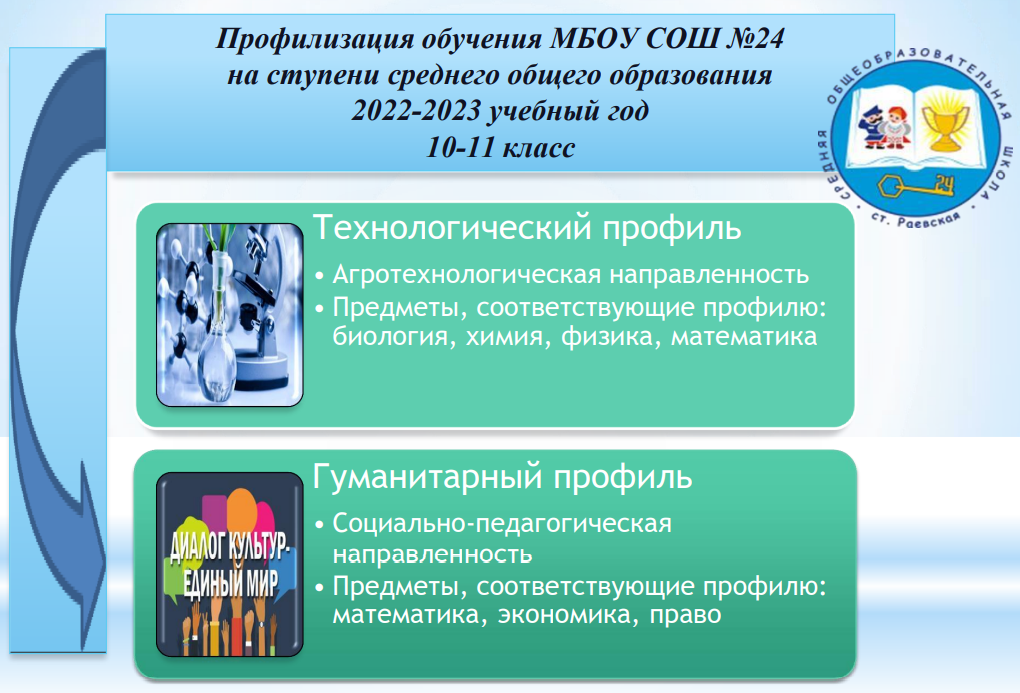 Профилизация обучения МБОУ СОШ №24
на ступени среднего общего образования
2022-2023 учебный год
10-11 класс
СРЕДНЯЯ ОБЩЕОБРАЗОВАТЕЛЬНАЯ ШКОЛА
24
ст. Раевская
Технологический профиль
• Агротехнологическая направленность
• Предметы, соответствующие профилю:
биология, химия, физика, математика
Гуманитарный профиль
• Социально-педагогическая
направленность
• Предметы, соответствующие профилю:
математика, экономика, право
ДИАЛОГ КУЛЬТУР-
ЕДИНЫЙ МИР